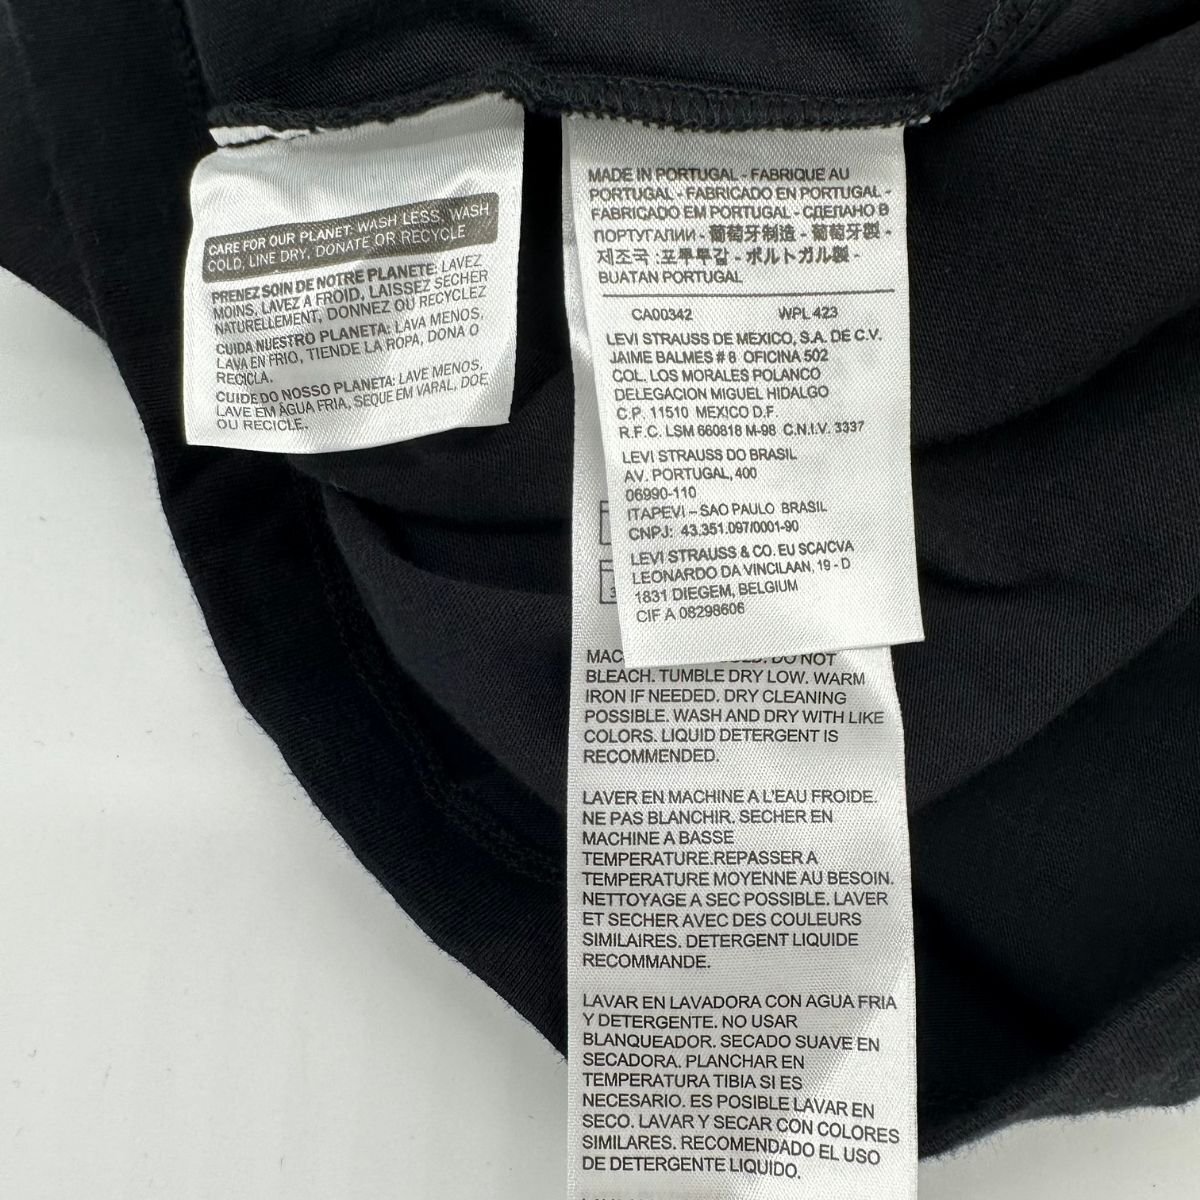 CARE FOR OUR PLANET: WASH LESS, WASH
COLD, LINE DRY, DONATE OR RECYCLE
PRENEZ SOIN DE NOTRE PLANETE: LAVEZ
MOINS, LAVEZ A FROID, LAISSEZ SECHER
NATURELLEMENT, DONNEZ OU RECYCLEZ
CUIDA NUESTRO PLANETA: LAVA MENOS,
LAVA EN FRIO, TIENDE LA ROPA, DONA O
RECICLA.
CUIDE DO NOSSO PLANETA: LAVE MENOS,
LAVE EM ÁGUA FRIA, SEQUE EM VARAL, DOE
OU RECICLE.
MADE IN PORTUGAL - FABRIQUE AU
PORTUGAL - FABRICADO EN PORTUGAL -
FABRICADO EM PORTUGAL - СДЕЛАНО В
ПОРТУГАЛИИ - 葡萄牙制造 - 葡萄牙製 -
제조국 :포루투갈 - ポルトガル製 -
BUATAN PORTUGAL
CA00342 WPL 423
LEVI STRAUSS DE MEXICO, S.A. DE C.V.
JAIME BALMES # 8 OFICINA 502
COL. LOS MORALES POLANCO
DELEGACION MIGUEL HIDALGO
C.P. 11510 MEXICO D.F.
R.F.C. LSM 660818 M-98 C.N.I.V. 3337
LEVI STRAUSS DO BRASIL
AV. PORTUGAL, 400
06990-110
ITAPEVI – SAO PAULO BRASIL
CNPJ: 43.351.097/0001-90
LEVI STRAUSS & CO. EU SCA/CVA
LEONARDO DA VINCILAAN, 19 - D
1831 DIEGEM, BELGIUM
CIF A 08298606
DO NOT
BLEACH. TUMBLE DRY LOW. WARM
IRON IF NEEDED. DRY CLEANING
POSSIBLE. WASH AND DRY WITH LIKE
COLORS. LIQUID DETERGENT IS
RECOMMENDED.
LAVER EN MACHINE A L'EAU FROIDE.
NE PAS BLANCHIR. SECHER EN
MACHINE A BASSE
TEMPERATURE.REPASSER A
TEMPERATURE MOYENNE AU BESOIN.
NETTOYAGE A SEC POSSIBLE. LAVER
ET SECHER AVEC DES COULEURS
SIMILAIRES. DETERGENT LIQUIDE
RECOMMANDE.
LAVAR EN LAVADORA CON AGUA FRIA
Y DETERGENTE. NO USAR
BLANQUEADOR. SECADO SUAVE EN
SECADORA. PLANCHAR EN
TEMPERATURA TIBIA SI ES
NECESARIO. ES POSIBLE LAVAR EN
SECO. LAVAR Y SECAR CON COLORES
SIMILARES. RECOMENDADO EL USO
DE DETERGENTE LIQUIDO.